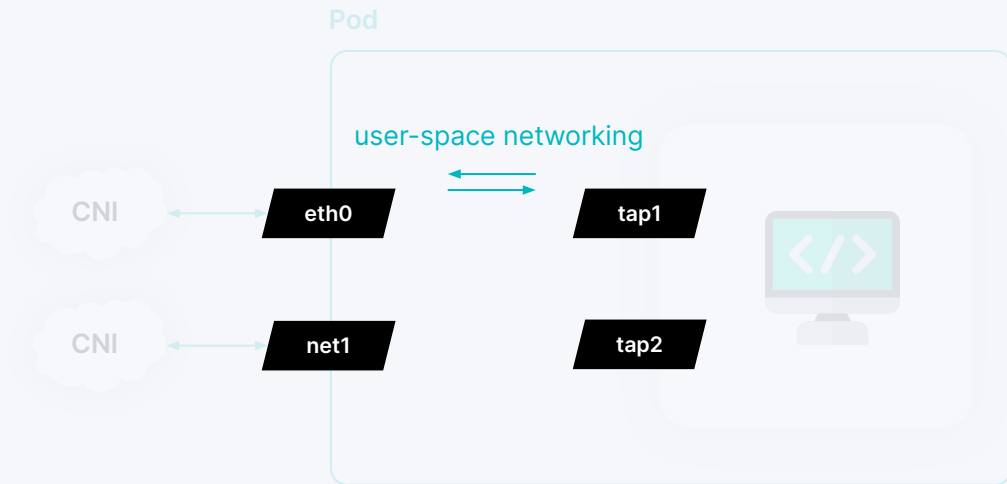 Pod
user-space networking
CNI
eth0
tap1
</>
CNI
net1
tap2